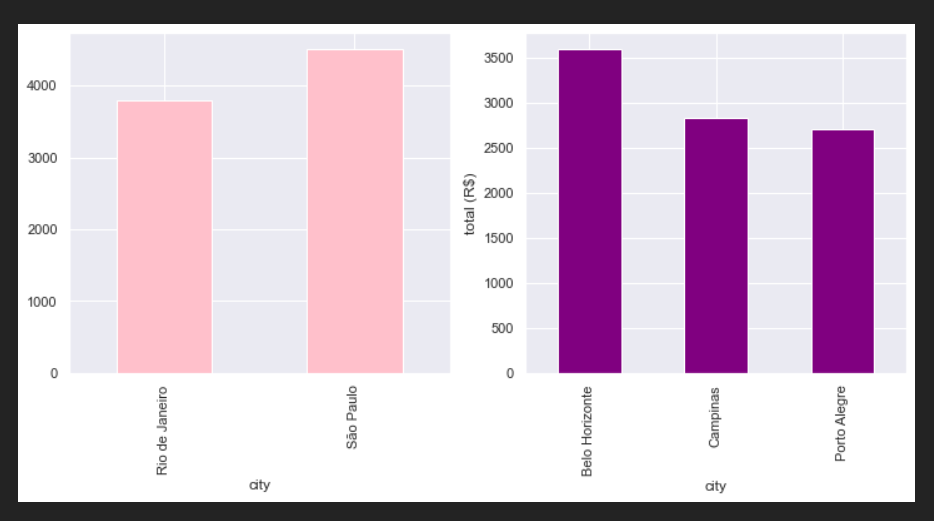 4000
3000
2000
1000
0
Rio de Janeiro
São Paulo
city
total (R$)
3500
3000
2500
2000
1500
1000
500
0
Belo Horizonte
Campinas
Porto Alegre
city